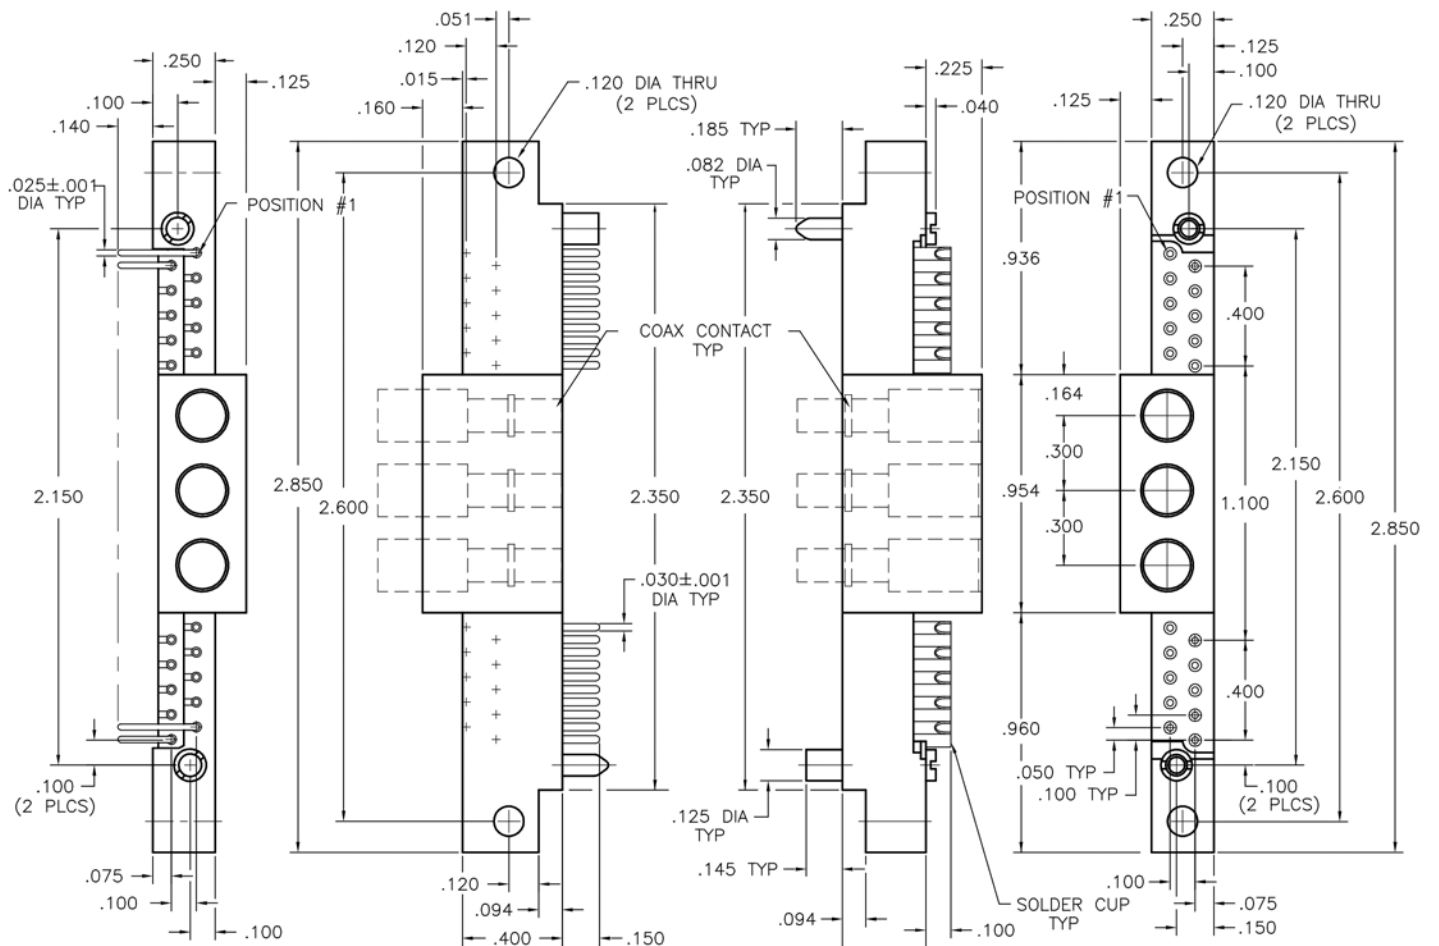 .051
.120
.015
.160
.250
.125
.100
.140
.025±.001
DIA TYP
POSITION #1
2.150
.100
(2 PLCS)
.075
.100
.100
.120 DIA THRU
(2 PLCS)
2.850
2.600
COAX CONTACT
TYP
2.350
.030±.001
DIA TYP
.120
.094
.400
.150
.225
.040
.185 TYP
.082 DIA
TYP
2.350
.125 DIA
TYP
.145 TYP
.094
.100
SOLDER CUP
TYP
.250
.125
.100
.125
.120 DIA THRU
(2 PLCS)
POSITION #1
.936
.400
.164
.300
.954
.300
1.100
2.150
2.600
2.850
.960
.400
.050 TYP
.100 TYP
.100
(2 PLCS)
.100
.075
.150